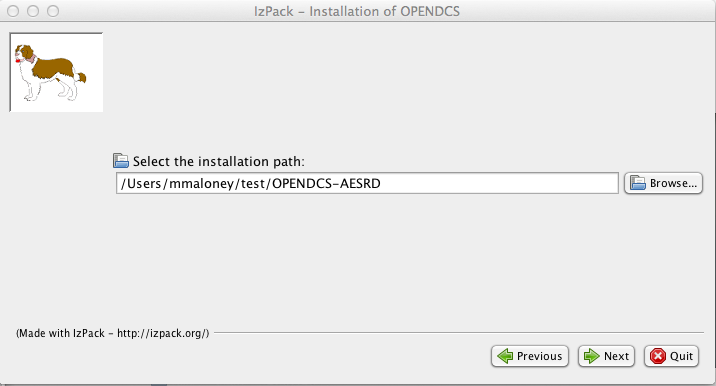 IzPack - Installation of OPENDCS
Select the installation path:
/Users/mmaloney/test/OPENDCS-AESRD
Browse...
(Made with IzPack - http://izpack.org/)
Previous
Next
Quit